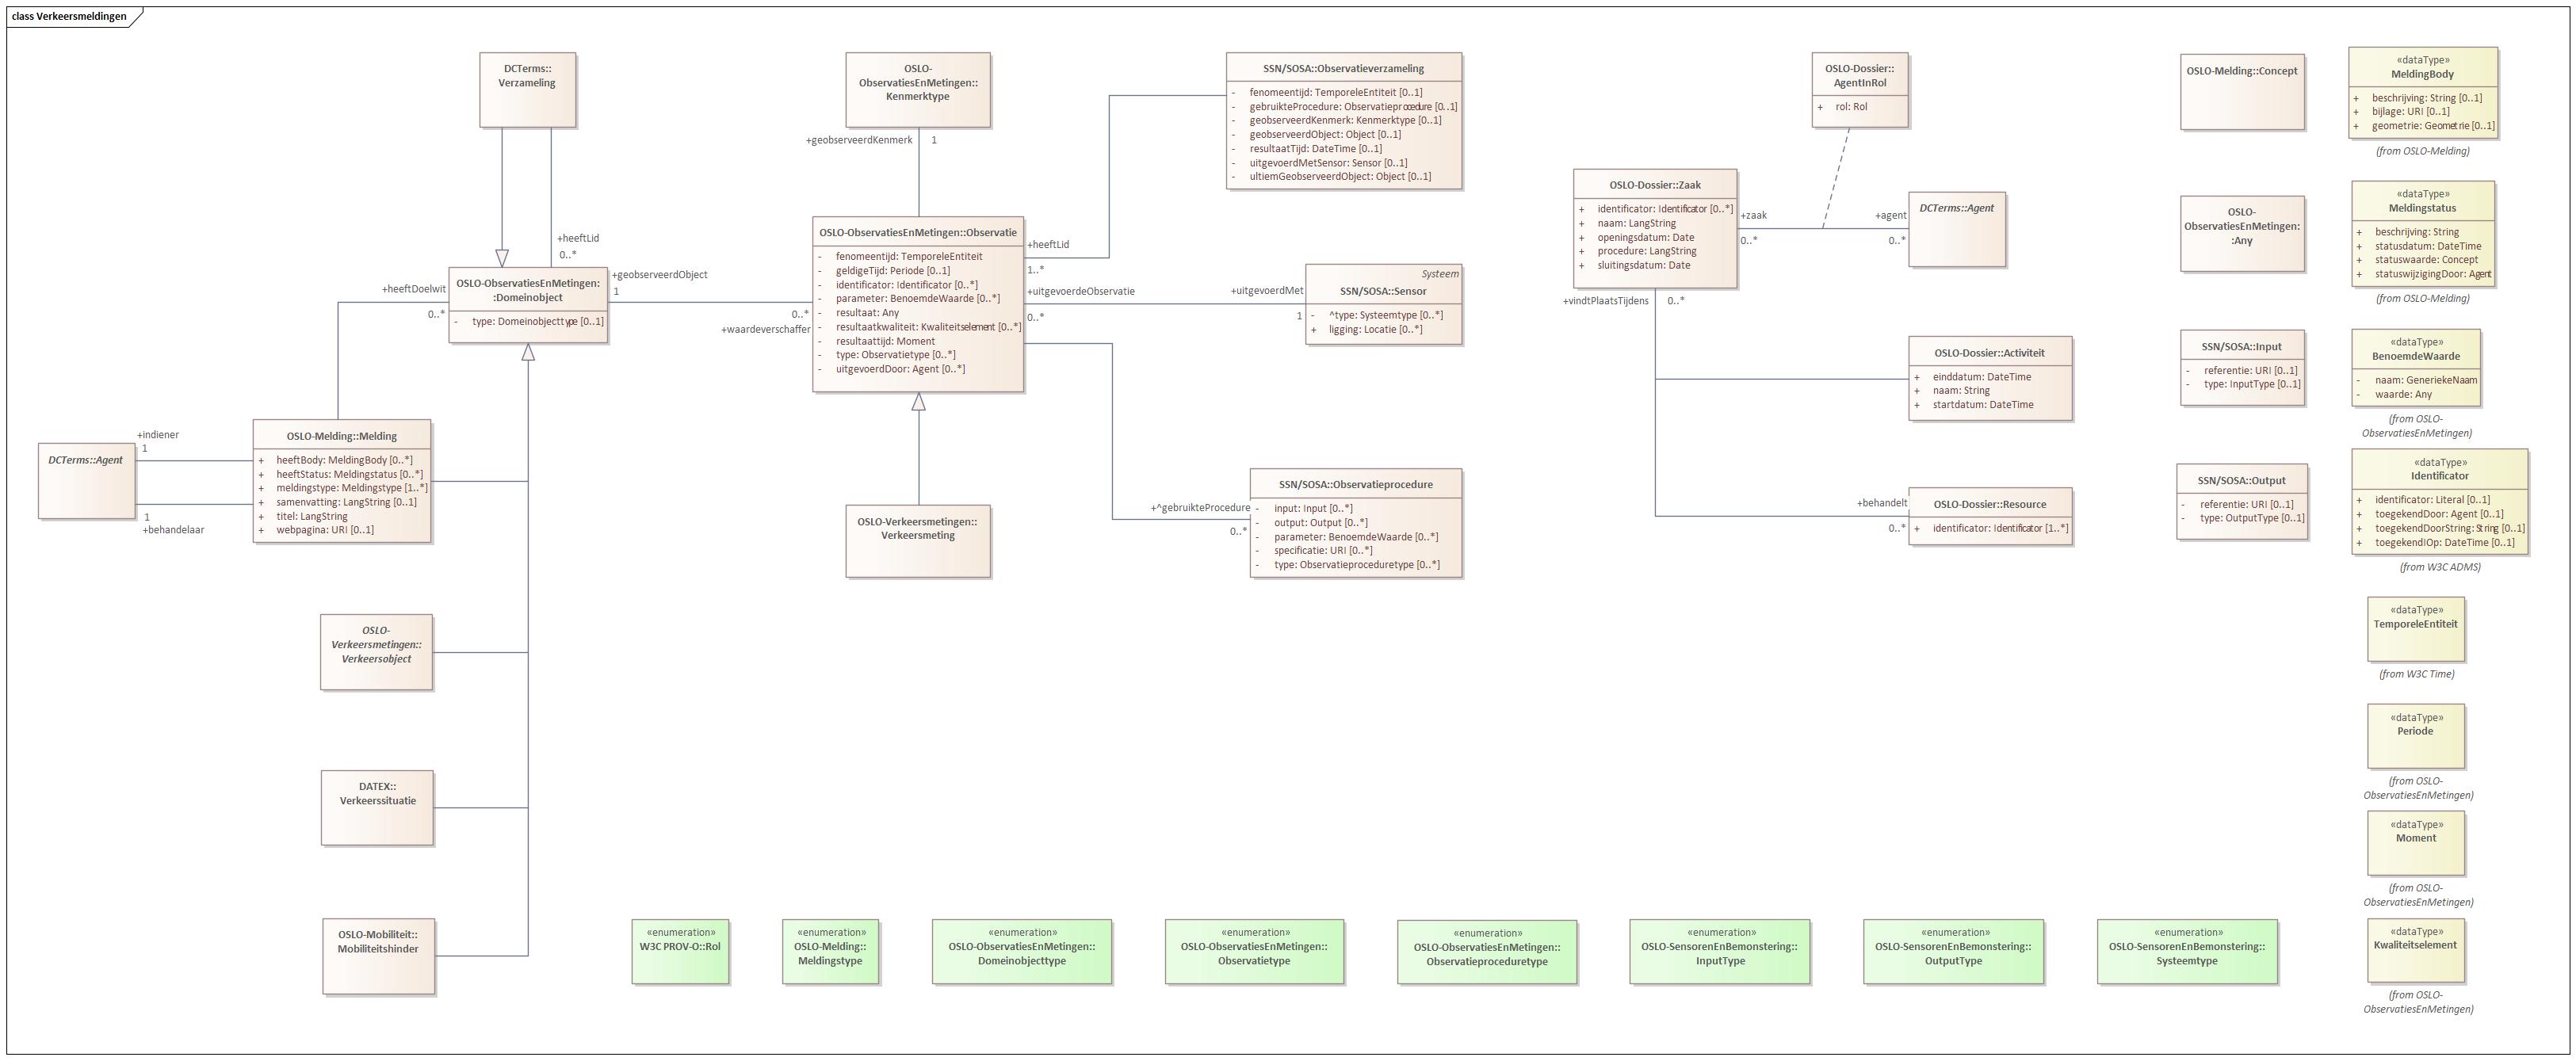 class Verkeersmeldingen
DCTerms::
Verzameling
+heeftLid
0..*
OSLO-ObservatiesEnMetingen:
:Domeinobject
- type: Domeinobjecttype [0..1]
+heeftDoelwit
0..*
+geobserveerdObject
1
0..*
+waardeverschaffer
DCTerms::Agent
+indiener
1
1
+behandelaar
OSLO-Melding::Melding
+ heeftBody: MeldingBody [0..*]
+ heeftStatus: Meldingstatus [0..*]
+ meldingstype: Meldingstype [1..*]
+ samenvatting: LangString [0..1]
+ titel: LangString
+ webpagina: URI [0..1]
OSLO-
Verkeersmetingen::
Verkeersobject
DATEX::
Verkeerssituatie
OSLO-Mobiliteit::
Mobiliteitshinder
OSLO-
ObservatiesEnMetingen::
Kenmerktype
+geobserveerdKenmerk
1
OSLO-ObservatiesEnMetingen::Observatie
- fenomeentijd: TemporeleEntiteit
- geldigeTijd: Periode [0..1]
- identificator: Identificator [0..*]
- parameter: BenoemdeWaarde [0..*]
- resultaat: Any
- resultaatkwaliteit: Kwaliteitselement [0..*]
- resultaattijd: Moment
- type: Observatietype [0..*]
- uitgevoerdDoor: Agent [0..*]
OSLO-Verkeersmetingen::
Verkeersmeting
SSN/SOSA::Observatieverzameling
- fenomeentijd: TemporeleEntiteit [0..1]
- gebruikteProcedure: Observatieprocedure [0..1]
- geobserveerdKenmerk: Kenmerktype [0..1]
- geobserveerdObject: Object [0..1]
- resultaatTijd: DateTime [0..1]
- uitgevoerdMetSensor: Sensor [0..1]
- ultiemGeobserveerdObject: Object [0..1]
+heeftLid
1..*
+uitgevoerdeObservatie
0..*
+uitgevoerdMet
1
Systeem
SSN/SOSA::Sensor
- ^type: Systeemtype [0..*]
+ ligging: Locatie [0..*]
+^gebruikteProcedure
0..*
SSN/SOSA::Observatieprocedure
- input: Input [0..*]
- output: Output [0..*]
- parameter: BenoemdeWaarde [0..*]
- specificatie: URI [0..*]
- type: Observatieproceduretype [0..*]
OSLO-Dossier::
AgentInRol
+ rol: Rol
OSLO-Dossier::Zaak
+ identificator: Identificator [0..*]
+ naam: LangString
+ openingsdatum: Date
+ procedure: LangString
+ sluitingsdatum: Date
+zaak
0..*
+agent
0..*
DCTerms::Agent
+vindtPlaatsTijdens
0..*
OSLO-Dossier::Activiteit
+ einddatum: DateTime
+ naam: String
+ startdatum: DateTime
+behandelt
0..*
OSLO-Dossier::Resource
+ identificator: Identificator [1..*]
OSLO-Melding::Concept
OSLO-
ObservatiesEnMetingen:
:Any
SSN/SOSA::Input
- referentie: URI [0..1]
- type: InputType [0..1]
SSN/SOSA::Output
- referentie: URI [0..1]
- type: OutputType [0..1]
«dataType»
MeldingBody
+ beschrijving: String [0..1]
+ bijlage: URI [0..1]
+ geometrie: Geometrie [0..1]
(from OSLO-Melding)
«dataType»
Meldingstatus
+ beschrijving: String
+ statusdatum: DateTime
+ statuswaarde: Concept
+ statuswijzigingDoor: Agent
(from OSLO-Melding)
«dataType»
BenoemdeWaarde
- naam: GeneriekeNaam
- waarde: Any
(from OSLO-
ObservatiesEnMetingen)
«dataType»
Identificator
+ identificator: Literal [0..1]
+ toegekendDoor: Agent [0..1]
+ toegekendDoorString: String [0..1]
+ toegekendOp: DateTime [0..1]
(from W3C ADMS)
«dataType»
TemporeleEntiteit
(from W3C Time)
«dataType»
Periode
(from OSLO-
ObservatiesEnMetingen)
«dataType»
Moment
(from OSLO-
ObservatiesEnMetingen)
«dataType»
Kwaliteitselement
(from OSLO-
ObservatiesEnMetingen)
«enumeration»
W3C PROV-O::Rol
«enumeration»
OSLO-Melding::
Meldingstype
«enumeration»
OSLO-ObservatiesEnMetingen::
Domeinobjecttype
«enumeration»
OSLO-ObservatiesEnMetingen::
Observatietype
«enumeration»
OSLO-ObservatiesEnMetingen::
Observatieproceduretype
«enumeration»
OSLO-SensorenEnBemonstering::
InputType
«enumeration»
OSLO-SensorenEnBemonstering::
OutputType
«enumeration»
OSLO-SensorenEnBemonstering::
Systeemtype